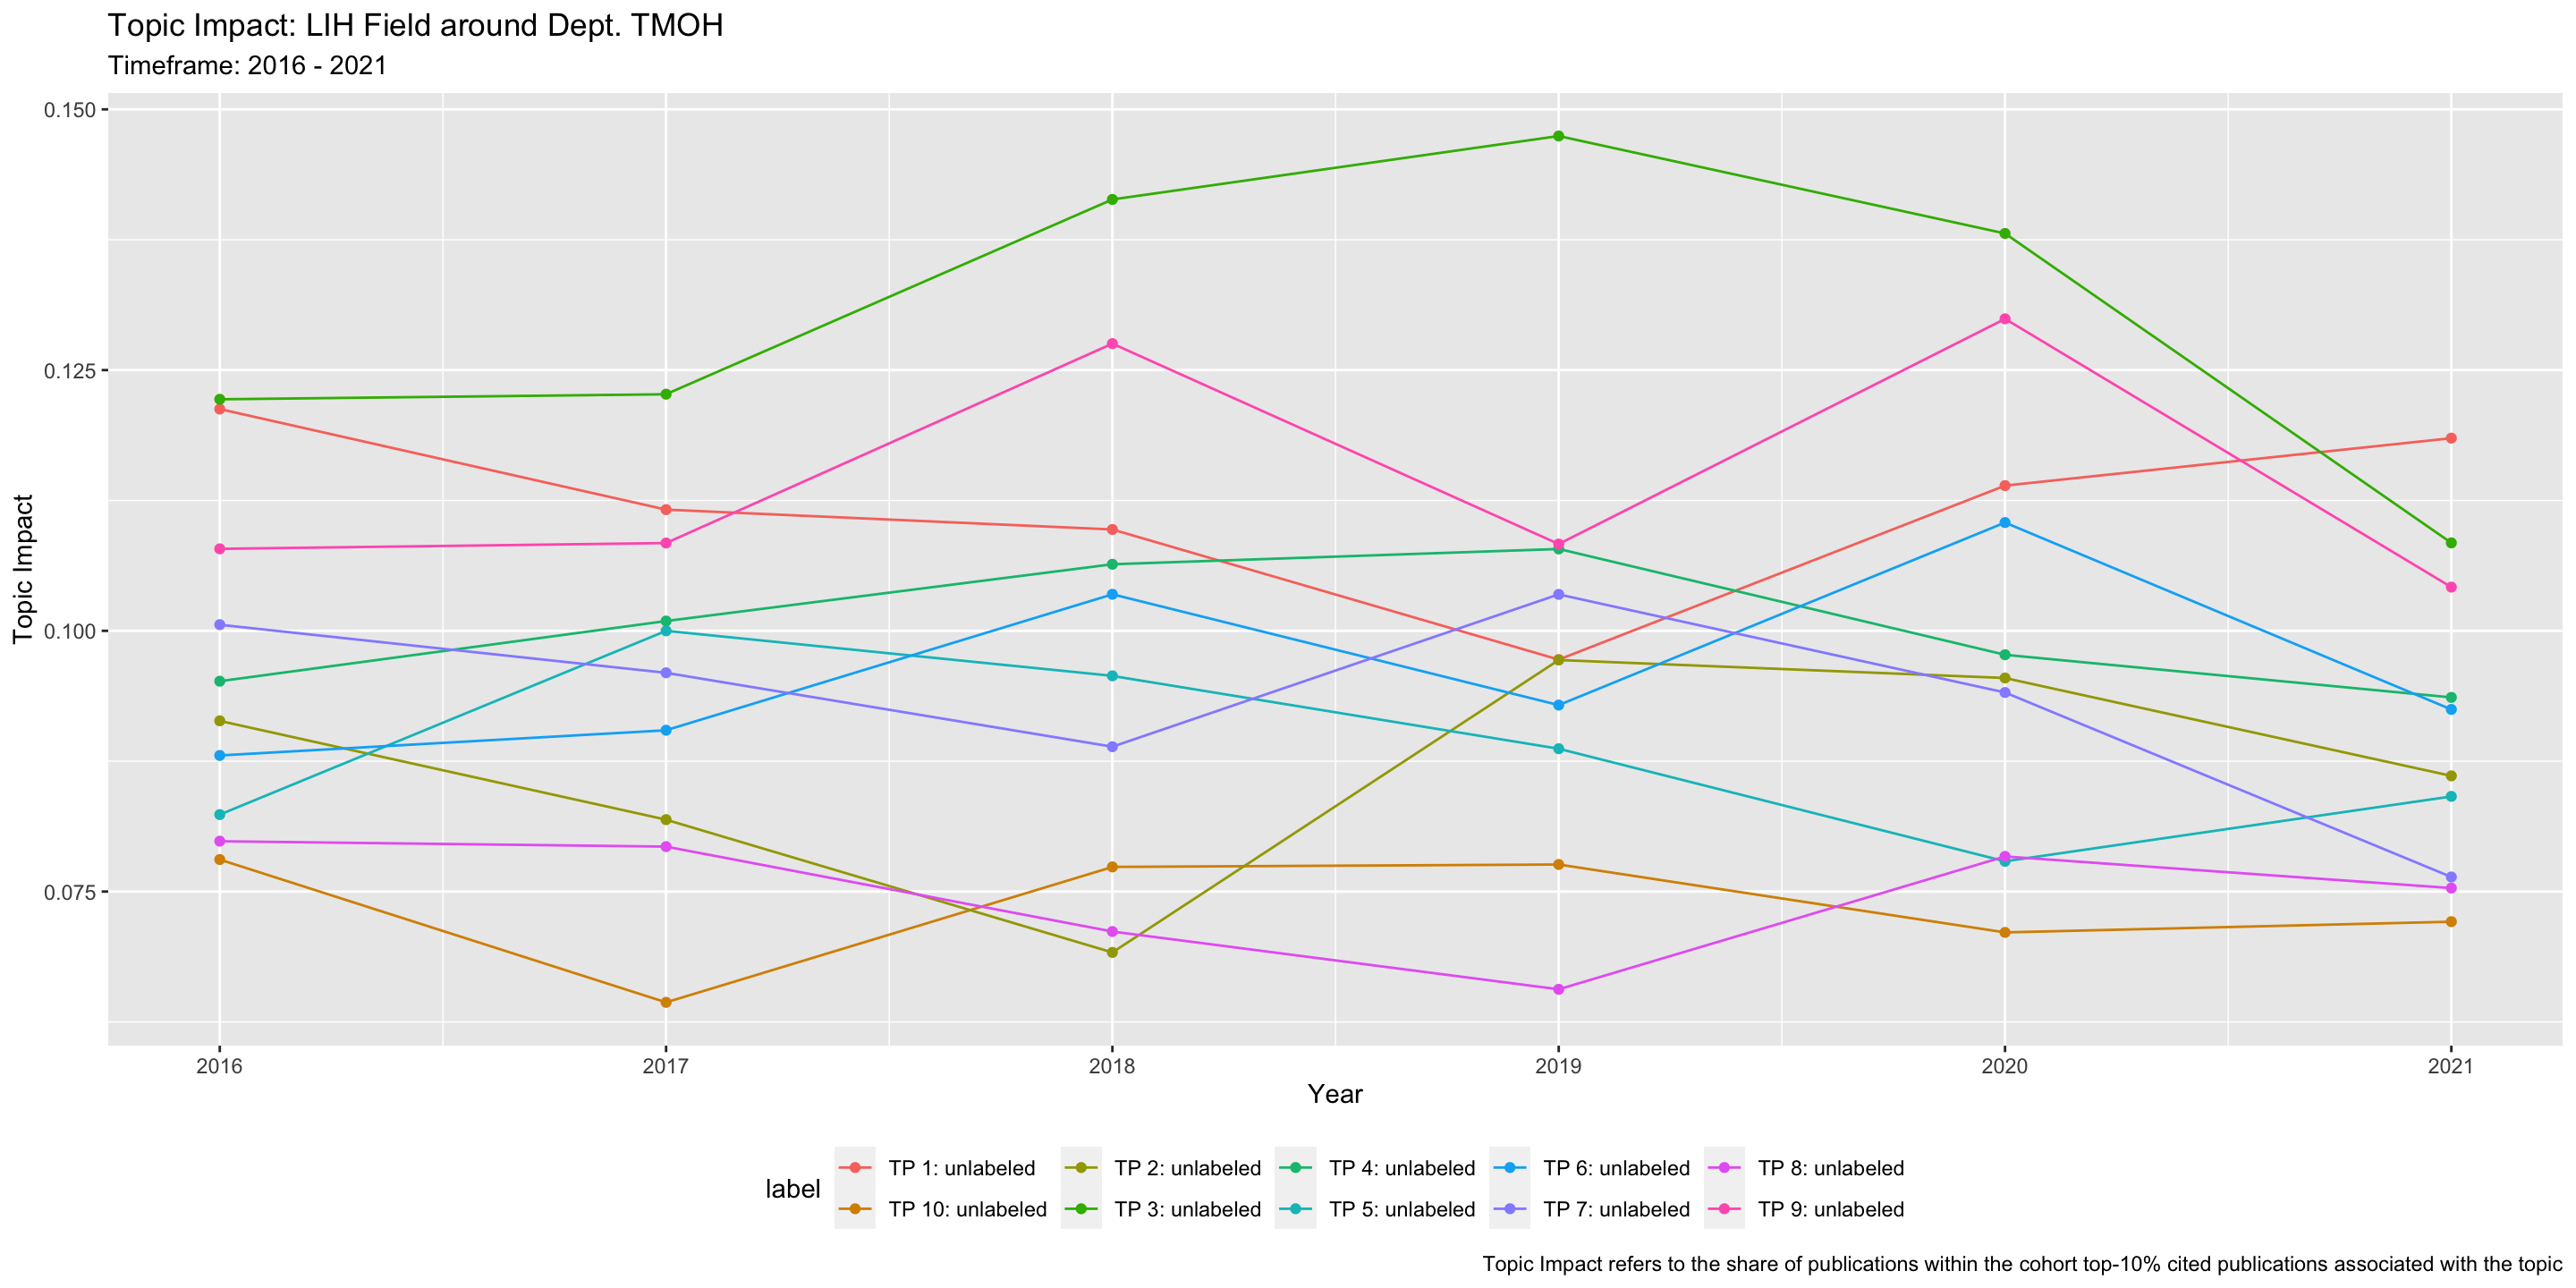 Topic Impact: LIH Field around Dept. TMOH
Timeframe: 2016 - 2021
0.150
0.125
0.100
0.075
Topic Impact
2016 2017 2018 2019 2020 2021
Year
label
TP 1: unlabeled TP 2: unlabeled TP 4: unlabeled TP 6: unlabeled TP 8: unlabeled
TP 10: unlabeled TP 3: unlabeled TP 5: unlabeled TP 7: unlabeled TP 9: unlabeled
Topic Impact refers to the share of publications within the cohort top-10% cited publications associated with the topic